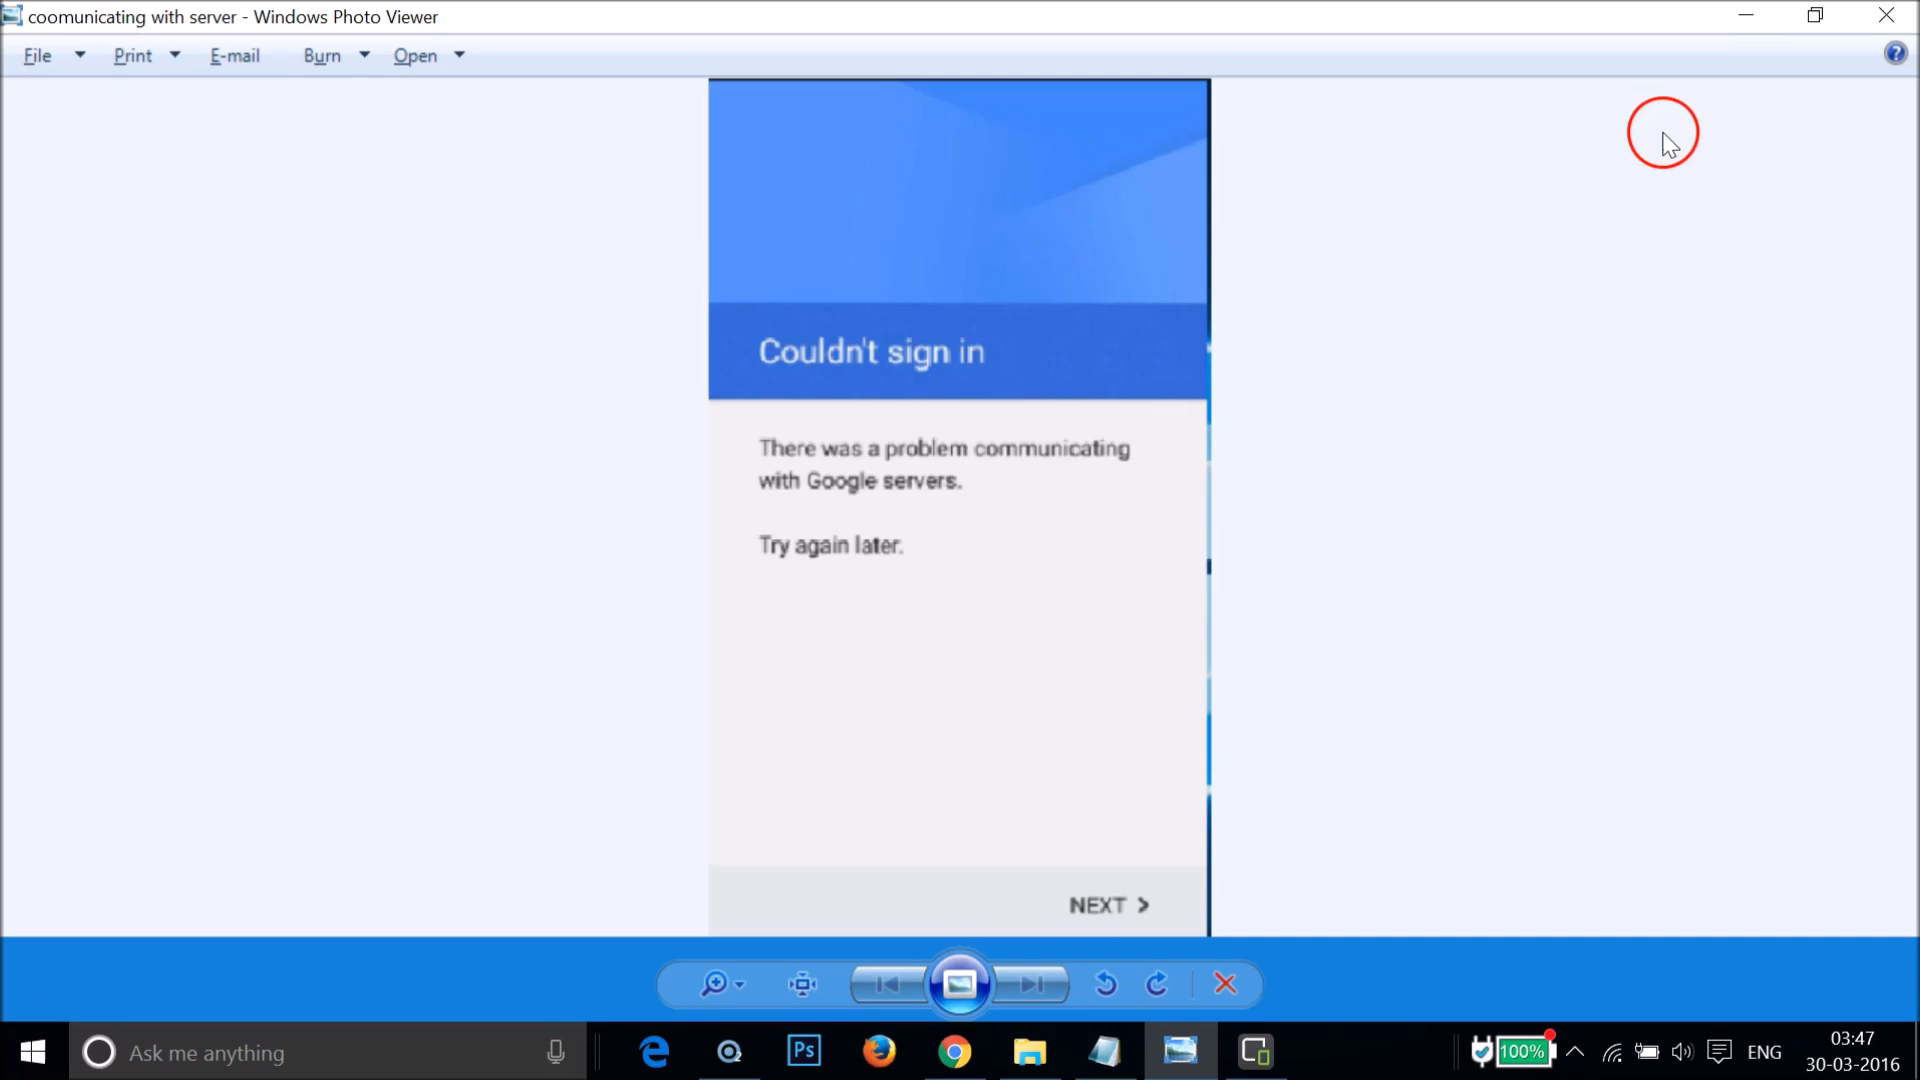 coomunicating with server - Windows Photo Viewer
File Print E-mail Burn Open
Couldn't sign in
There was a problem communicating
with Google servers.
Try again later.
NEXT >
Ask me anything
Ps
100%
ENG
03:47
30-03-2016